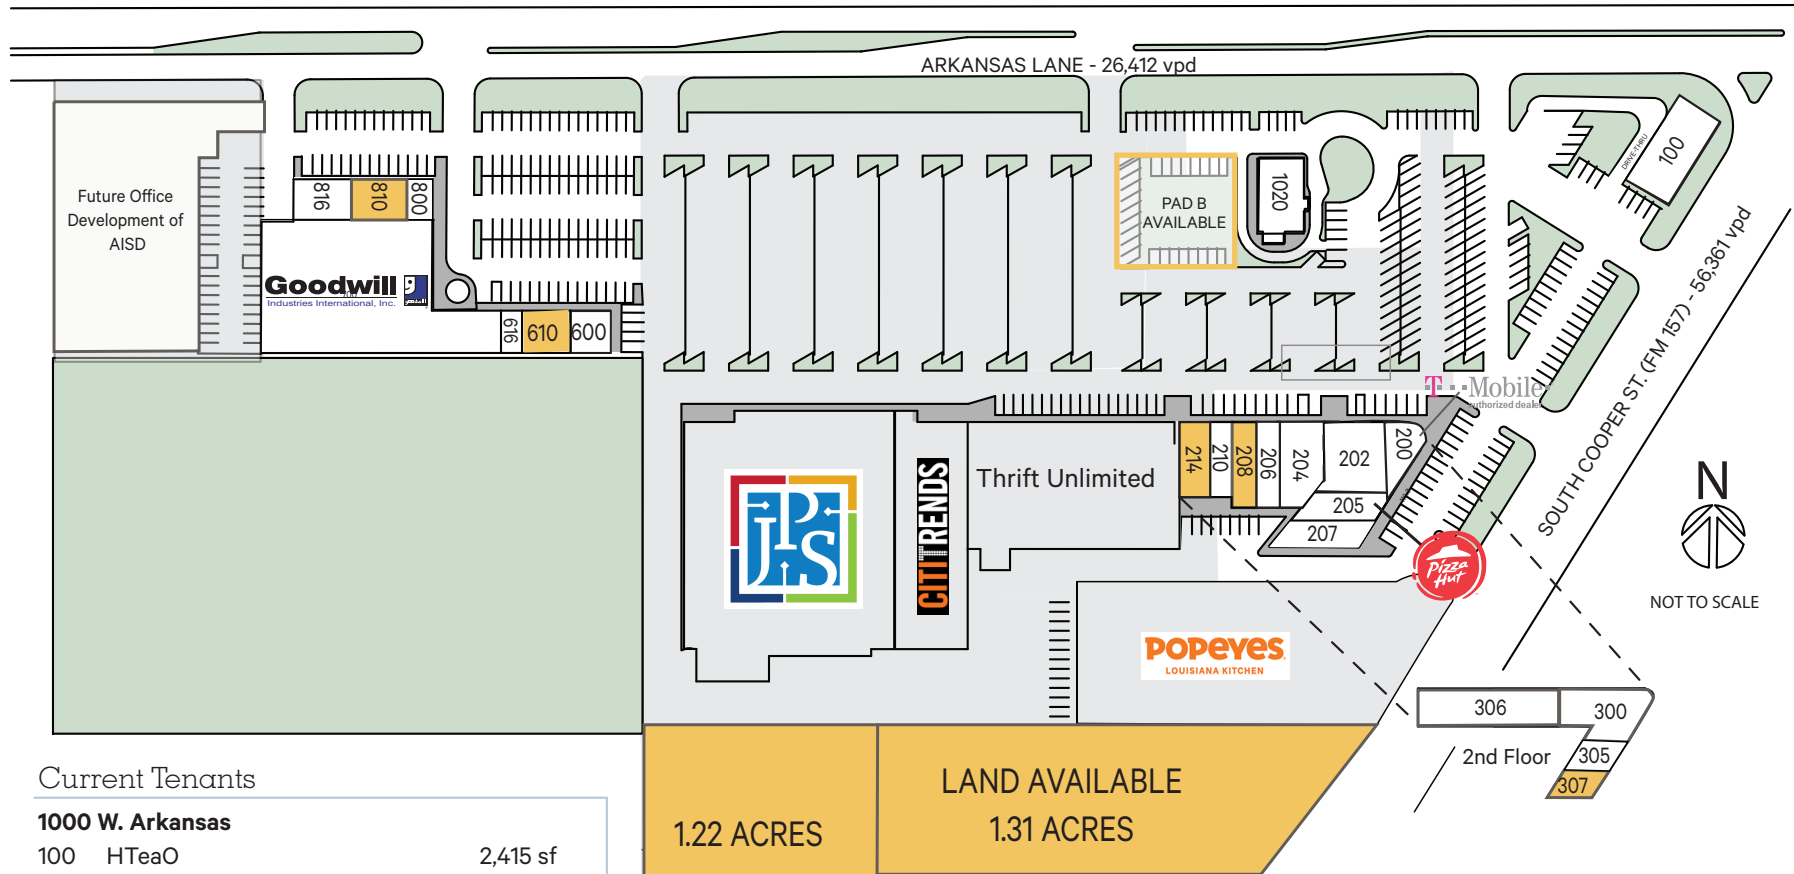 ARKANSAS LANE - 26,412 vpd
Future Office
Development of
AISD
816
810
800
Goodwill
Industries International, Inc.
616
610
600
PAD B
AVAILABLE
1020
DRIVE-THRU
100
SOUTH COOPER ST. (FM 157) - 56,361 vpd
T··Mobile
authorized dealer
JPS
CITITRENDS
Thrift Unlimited
214
210
208
206
204
202
200
205
207
Pizza
Hut
N
NOT TO SCALE
POPEYES
LOUISIANA KITCHEN
306
300
2nd Floor
305
307
LAND AVAILABLE
1.22 ACRES
1.31 ACRES
Current Tenants
1000 W. Arkansas
100 HTeaO 2,415 sf